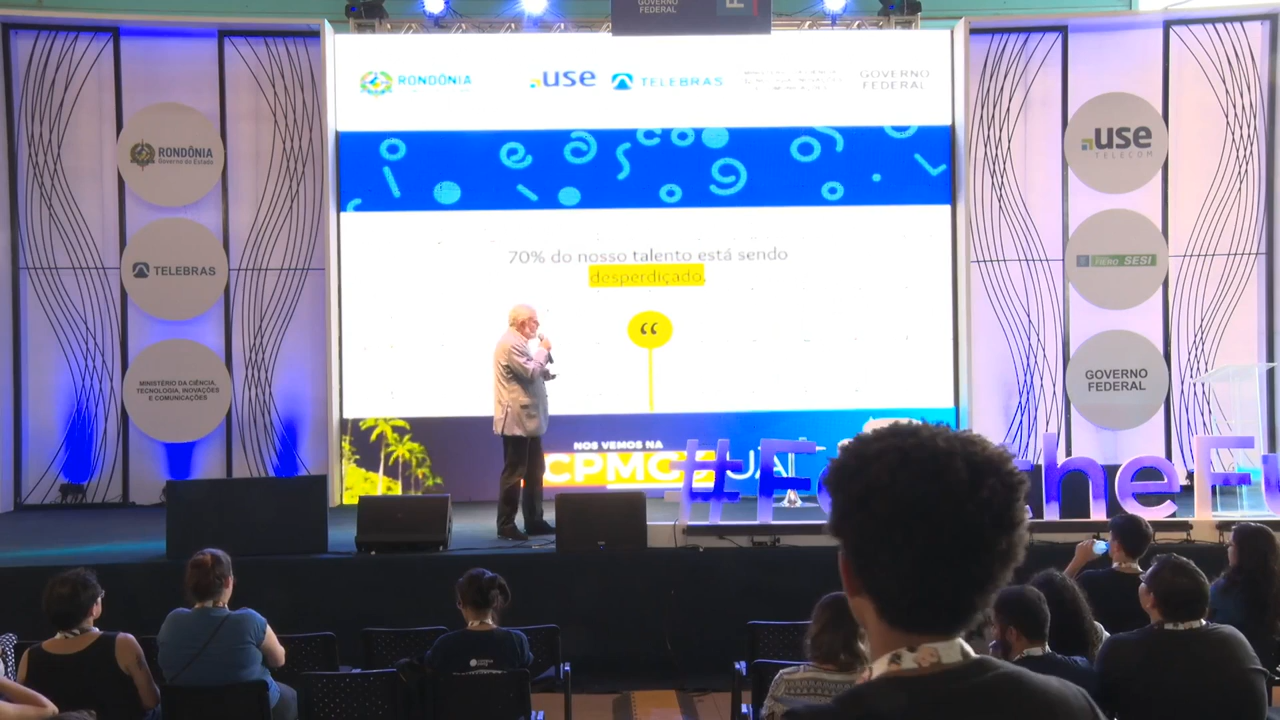 GOVERNO
FEDERAL
RONDÔNIA
use
TELEBRAS
GOVERNO
FEDERAL
RONDÔNIA
Governo do Estado
TELEBRAS
MINISTÉRIO DA CIÊNCIA,
TECNOLOGIA, INOVAÇÕES
E COMUNICAÇÕES
70% do nosso talento está sendo
desperdiçado.
“
use
TELECOM
FIERO SESI
GOVERNO
FEDERAL
NOS VEMOS NA